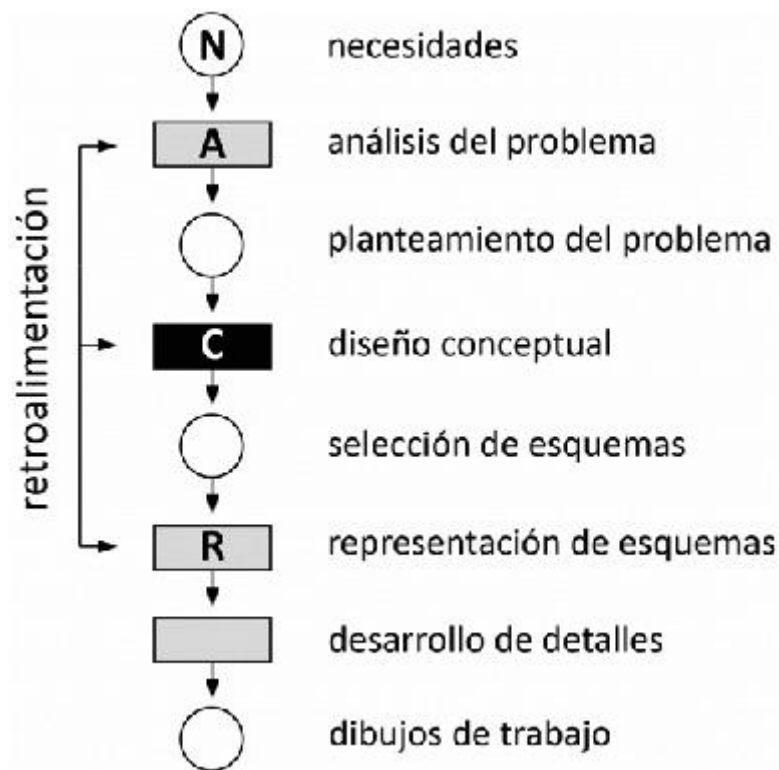 N necesidades
A análisis del problema
planteamiento del problema
C diseño conceptual
selección de esquemas
R representación de esquemas
desarrollo de detalles
dibujos de trabajo
retroalimentación